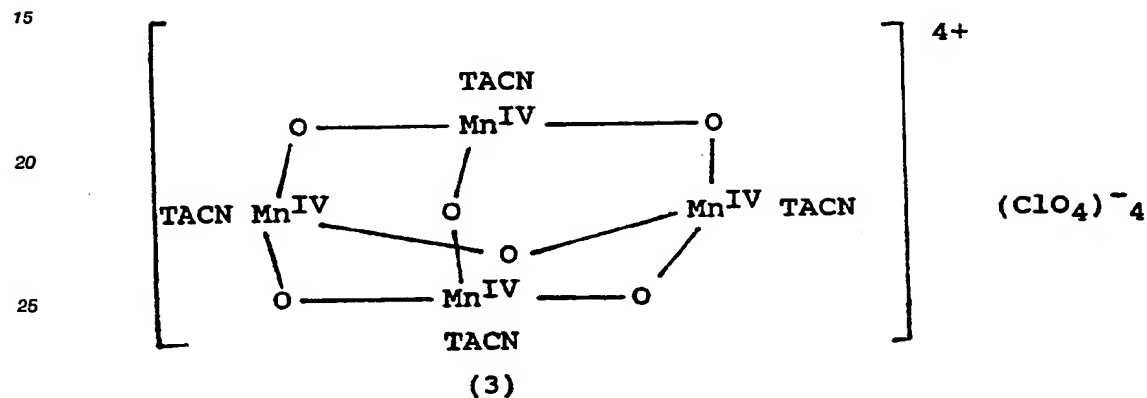 15
4+
TACN
O Mn^IV O
20
TACN Mn^IV O Mn^IV TACN (ClO4)^-4
O
O Mn^IV O
25
TACN
(3)